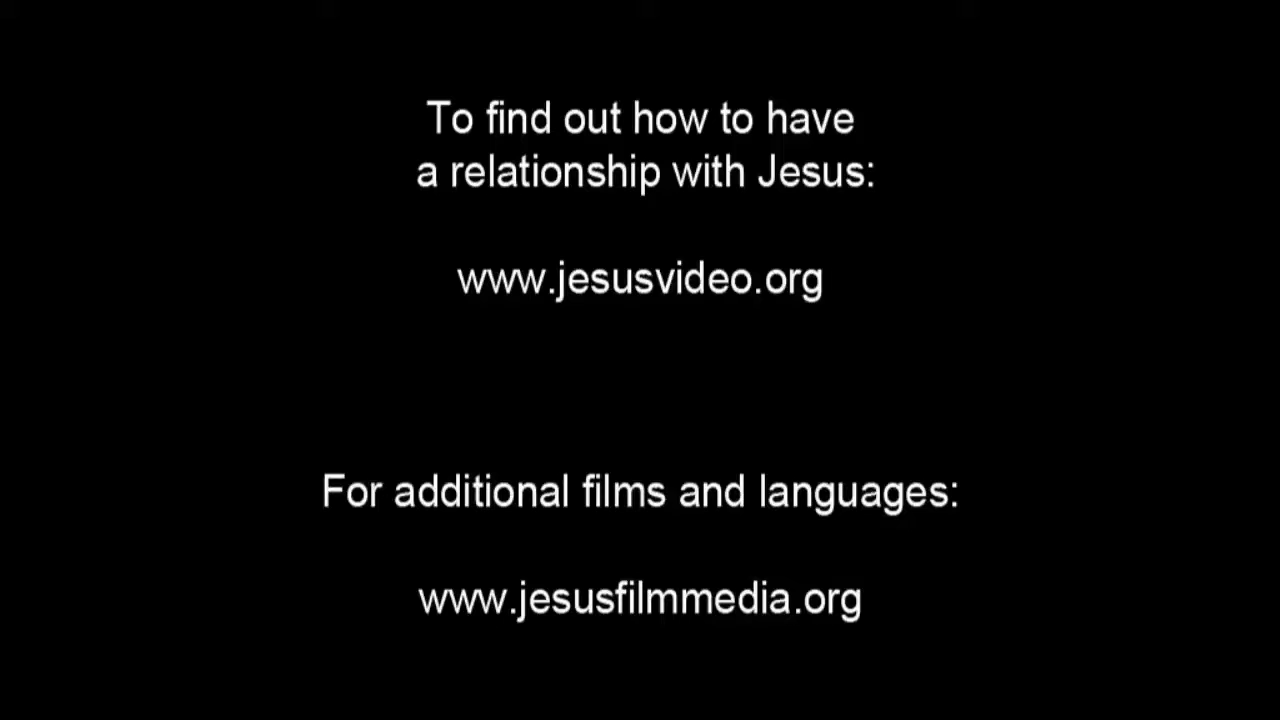 To find out how to have
a relationship with Jesus:
www.jesusvideo.org
For additional films and languages:
www.jesusfilmmedia.org